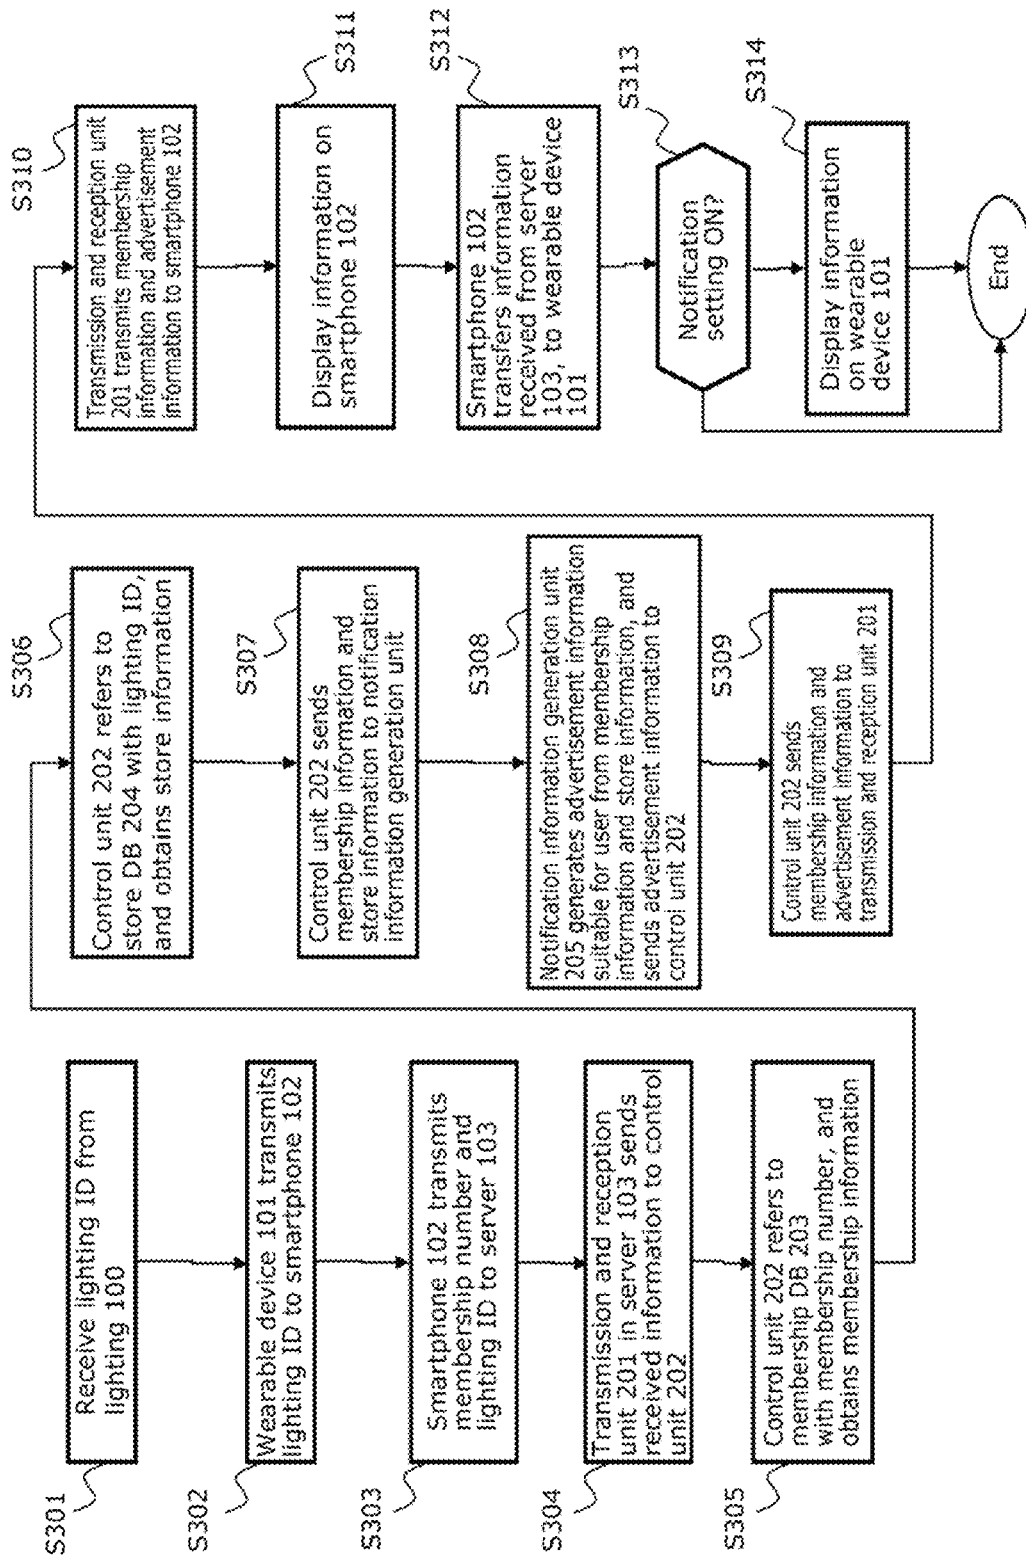 S301
Receive lighting ID from
lighting 100
S302
Wearable device 101 transmits
lighting ID to smartphone 102
S303
Smartphone 102 transmits
membership number and
lighting ID to server 103
S304
Transmission and reception
unit 201 in server 103 sends
received information to control
unit 202
S305
Control unit 202 refers to
membership DB 203
with membership number, and
obtains membership information
S306
Control unit 202 refers to
store DB 204 with lighting ID,
and obtains store information
S307
Control unit 202 sends
membership information and
store information to notification
information generation unit
S308
Notification information generation unit
205 generates advertisement information
suitable for user from membership
information and store information, and
sends advertisement information to
control unit 202
S309
Control unit 202 sends
membership information and
advertisement information to
transmission and reception unit 201
S310
Transmission and reception unit
201 transmits membership
information and advertisement
information to smartphone 102
S311
Display information on
smartphone 102
S312
Smartphone 102
transfers information
received from server
103, to wearable device
101
S313
Notification
setting ON?
S314
Display information
on wearable
device 101
End